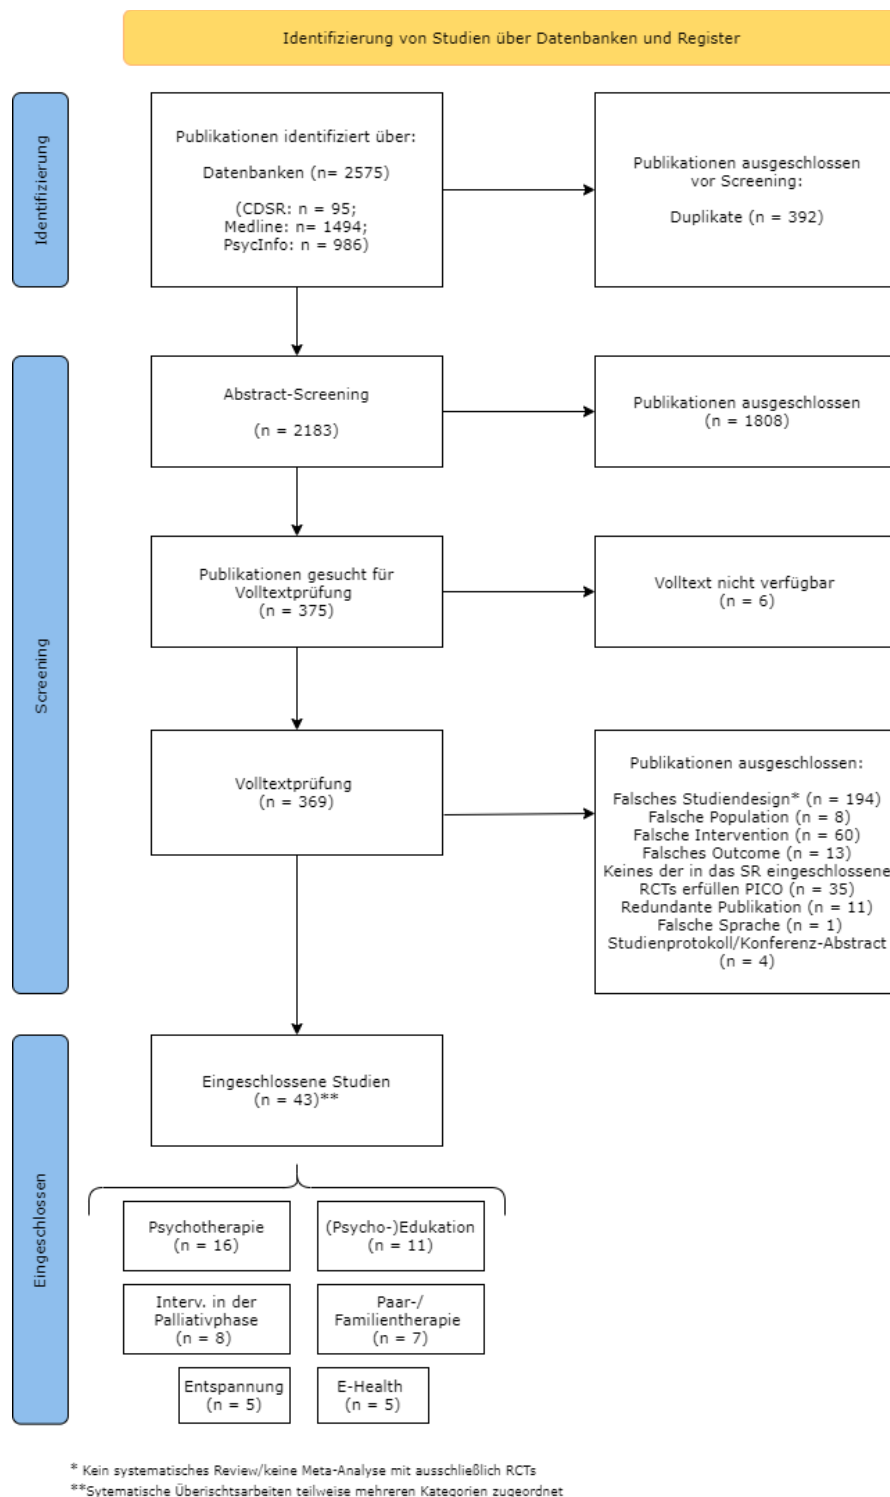 Identifizierung von Studien über Datenbanken und Register
Identifizierung
Publikationen identifiziert über:
Datenbanken (n= 2575)
(CDSR: n = 95;
Medline: n= 1494;
PsycInfo: n = 986)
Publikationen ausgeschlossen
vor Screening:
Duplikate (n = 392)
Screening
Abstract-Screening
(n = 2183)
Publikationen ausgeschlossen
(n = 1808)
Publikationen gesucht für
Volltextprüfung
(n = 375)
Volltext nicht verfügbar
(n = 6)
Volltextprüfung
(n = 369)
Publikationen ausgeschlossen:
Falsches Studiendesign* (n = 194)
Falsche Population (n = 8)
Falsche Intervention (n = 60)
Falsches Outcome (n = 13)
Keines der in das SR eingeschlossene
RCTs erfüllen PICO (n = 35)
Redundante Publikation (n = 11)
Falsche Sprache (n = 1)
Studienprotokoll/Konferenz-Abstract
(n = 4)
Eingeschlossen
Eingeschlossene Studien
(n = 43)**
Psychotherapie
(n = 16)
(Psycho-)Edukation
(n = 11)
Interv. in der
Palliativphase
(n = 8)
Paar-/
Familientherapie
(n = 7)
Entspannung
(n = 5)
E-Health
(n = 5)
* Kein systematisches Review/keine Meta-Analyse mit ausschließlich RCTs
**Sytematische Überischtsarbeiten teilweise mehreren Kategorien zugeordnet